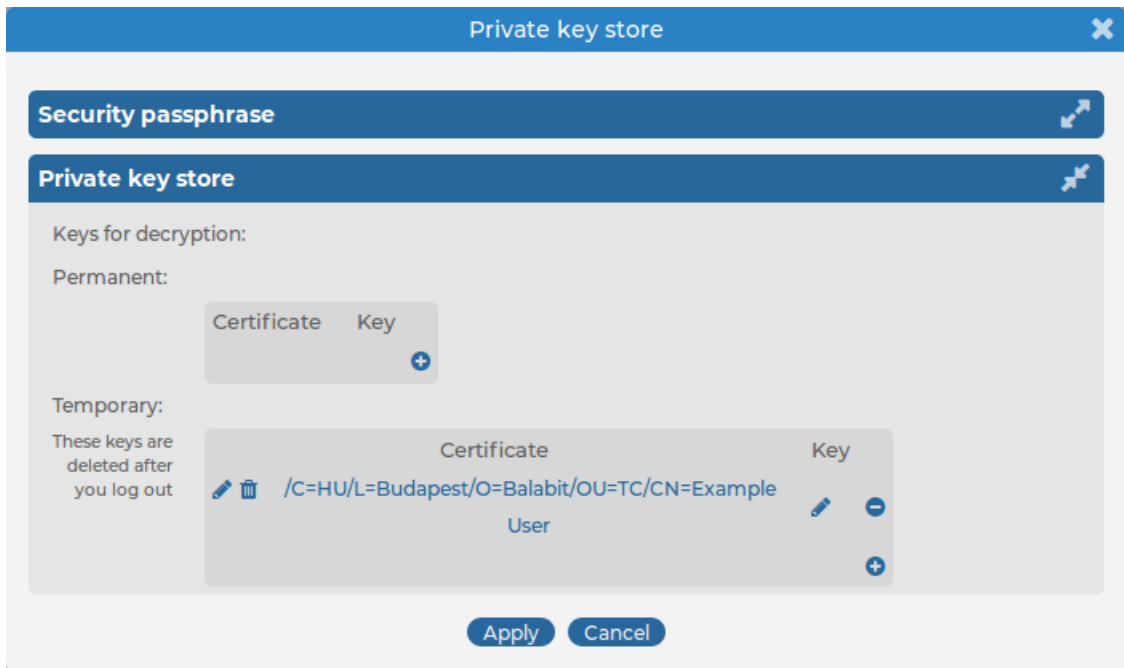 Private key store
Security passphrase
Private key store
Keys for decryption:
Permanent:
Certificate Key
Temporary:
These keys are
deleted after
you log out
Certificate Key
/C=HU/L=Budapest/O=Balabit/OU=TC/CN=Example
User
Apply Cancel